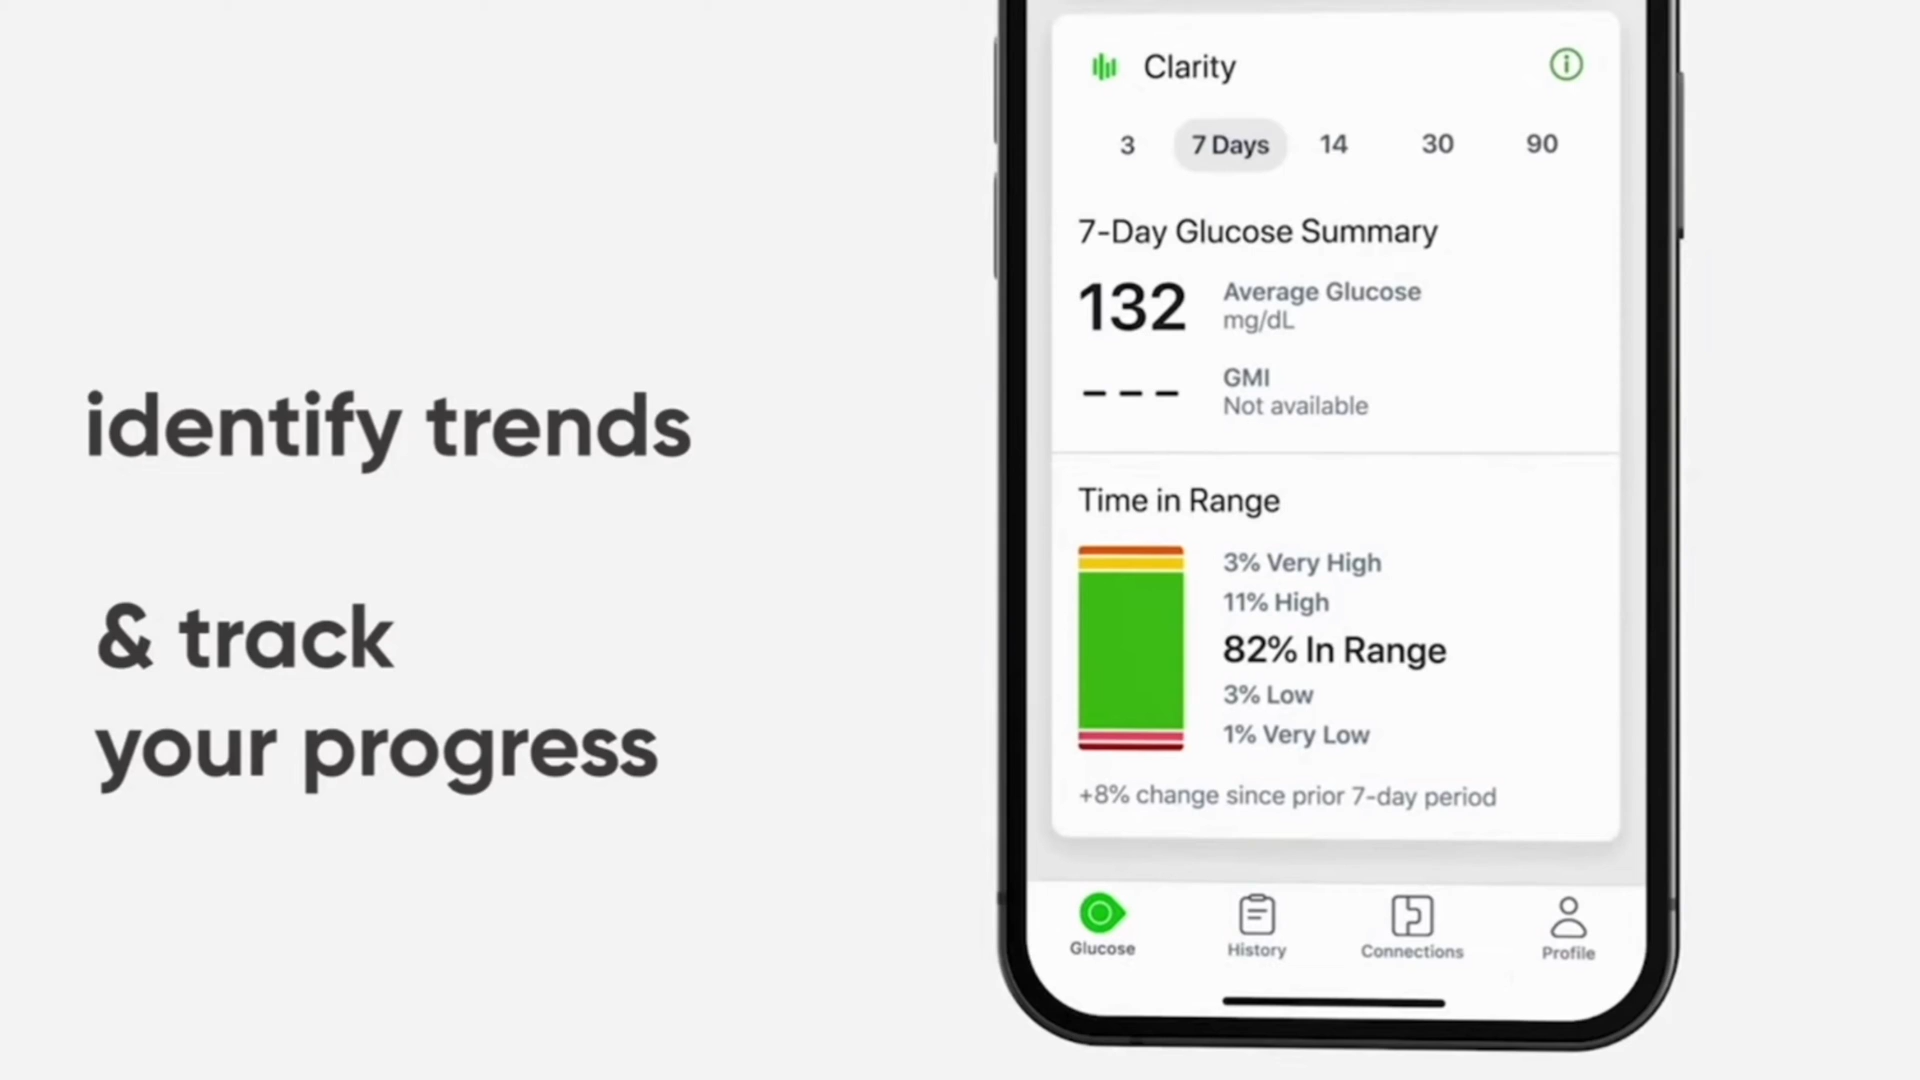 identify trends
& track
your progress
Clarity
3 7 Days 14 30 90
7-Day Glucose Summary
132 Average Glucose
mg/dL
--- GMI
Not available
Time in Range
3% Very High
11% High
82% In Range
3% Low
1% Very Low
+8% change since prior 7-day period
Glucose History Connections Profile